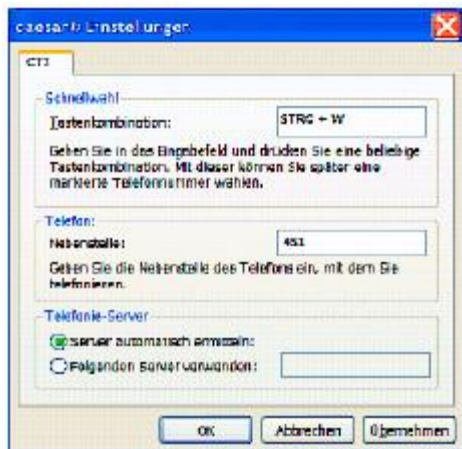 caesar® Einstellungen
CTI
Schnellwahl
Tastenkombination:
STRG + W
Gehen Sie in das Eingabefeld und drücken Sie eine beliebige
Tastenkombination. Mit dieser können Sie später eine
markierte Telefonnummer wählen.
Telefon:
Nebenstelle:
451
Geben Sie die Nebenstelle des Telefons ein, mit dem Sie
telefonieren.
Telefonie-Server
Server automatisch ermitteln:
Folgenden Server verwenden:
OK
Abbrechen
Übernehmen